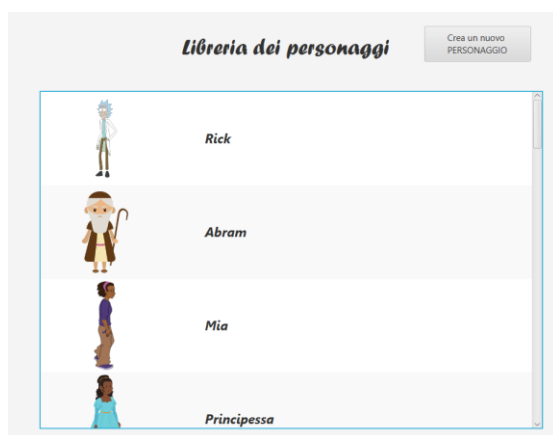 Libreria dei personaggi
Crea un nuovo
PERSONAGGIO
Rick
Abram
Mia
Principessa